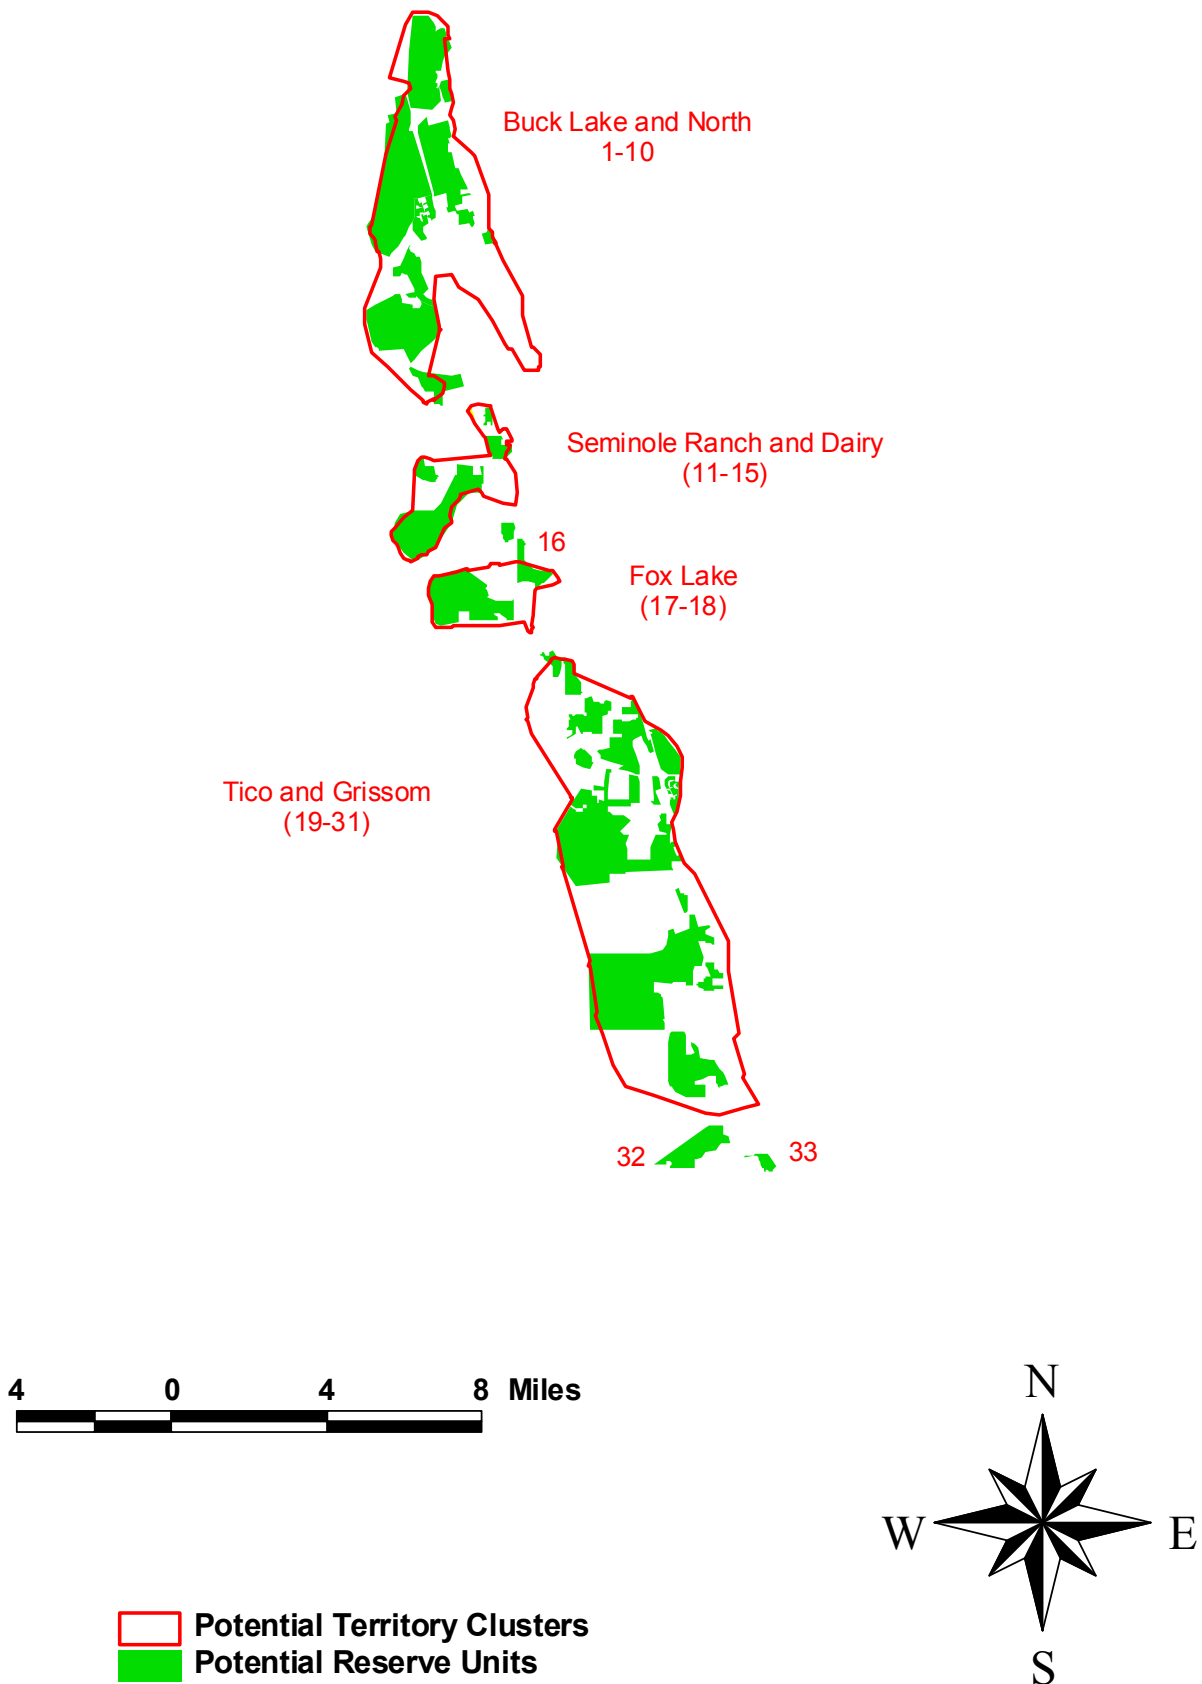 Buck Lake and North
1-10
Seminole Ranch and Dairy
(11-15)
16
Fox Lake
(17-18)
Tico and Grissom
(19-31)
32
33
4 0 4 8 Miles
N
W E
S
Potential Territory Clusters
Potential Reserve Units